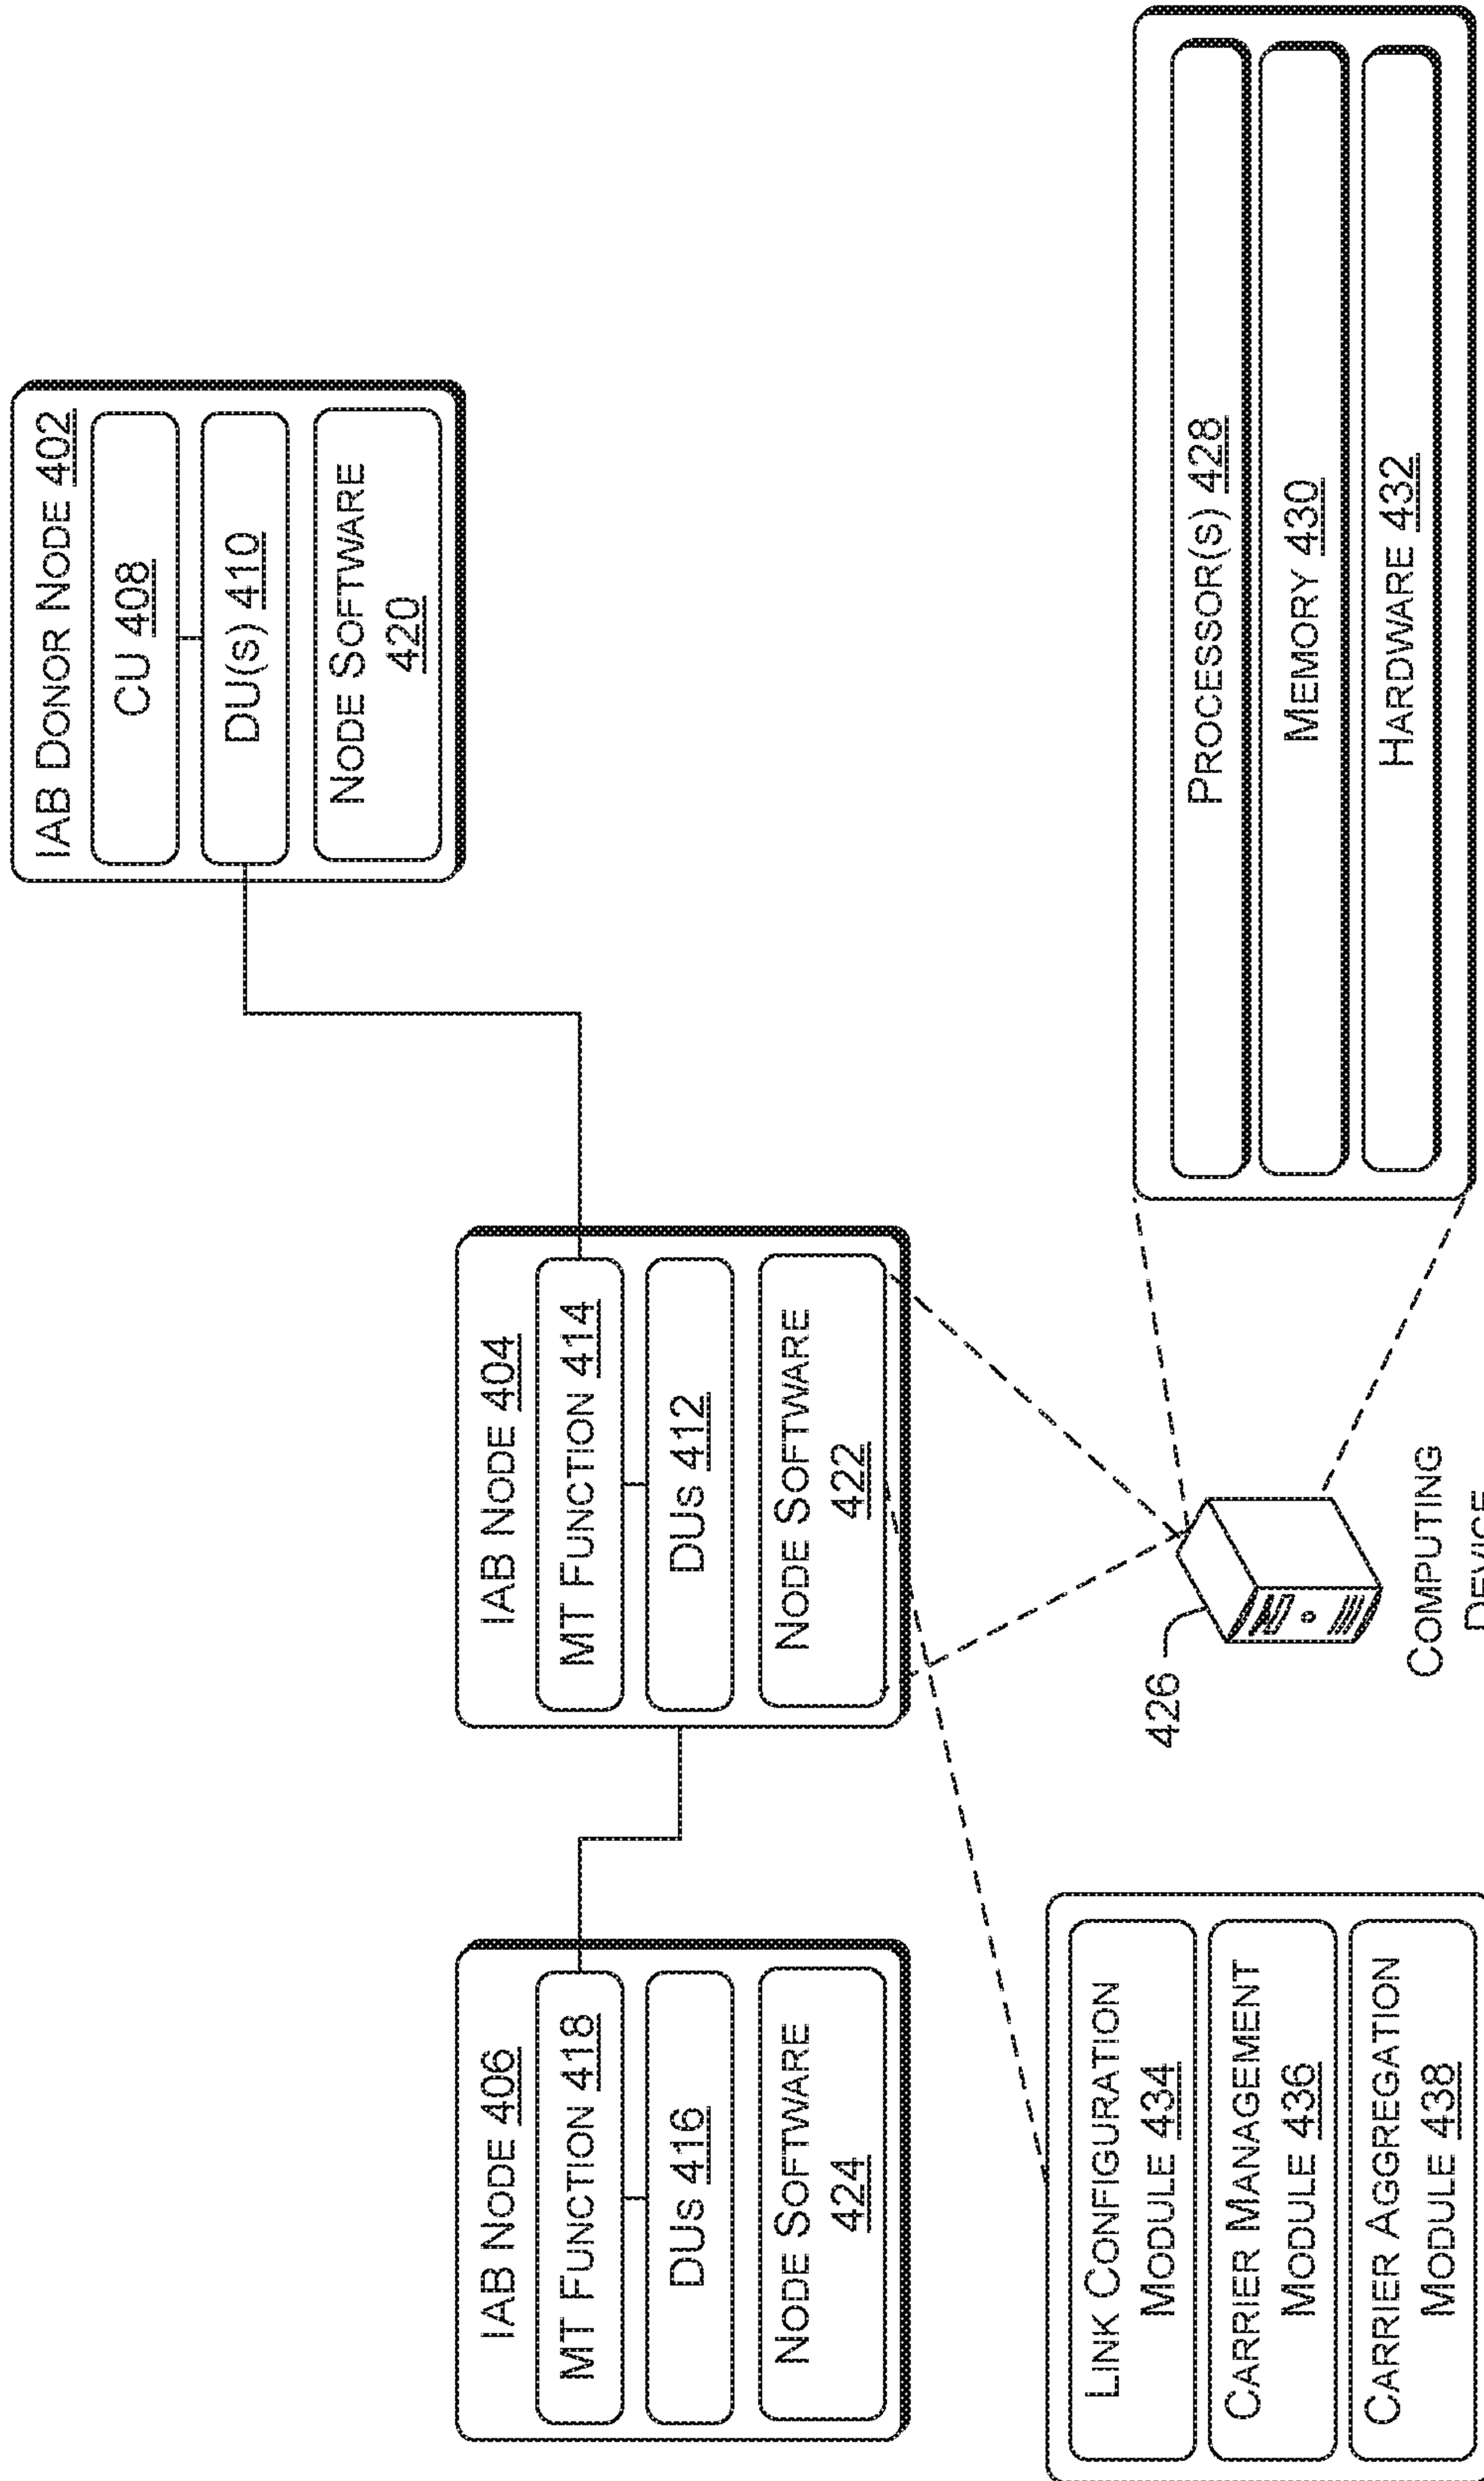 IAB DONOR NODE 402
CU 408
DU(S) 410
NODE SOFTWARE
420
IAB NODE 406
MT FUNCTION 418
DUS 416
NODE SOFTWARE
424
IAB NODE 404
MT FUNCTION 414
DUS 412
NODE SOFTWARE
422
LINK CONFIGURATION
MODULE 434
CARRIER MANAGEMENT
MODULE 436
CARRIER AGGREGATION
MODULE 438
426
COMPUTING
DEVICE
PROCESSOR(S) 428
MEMORY 430
HARDWARE 432